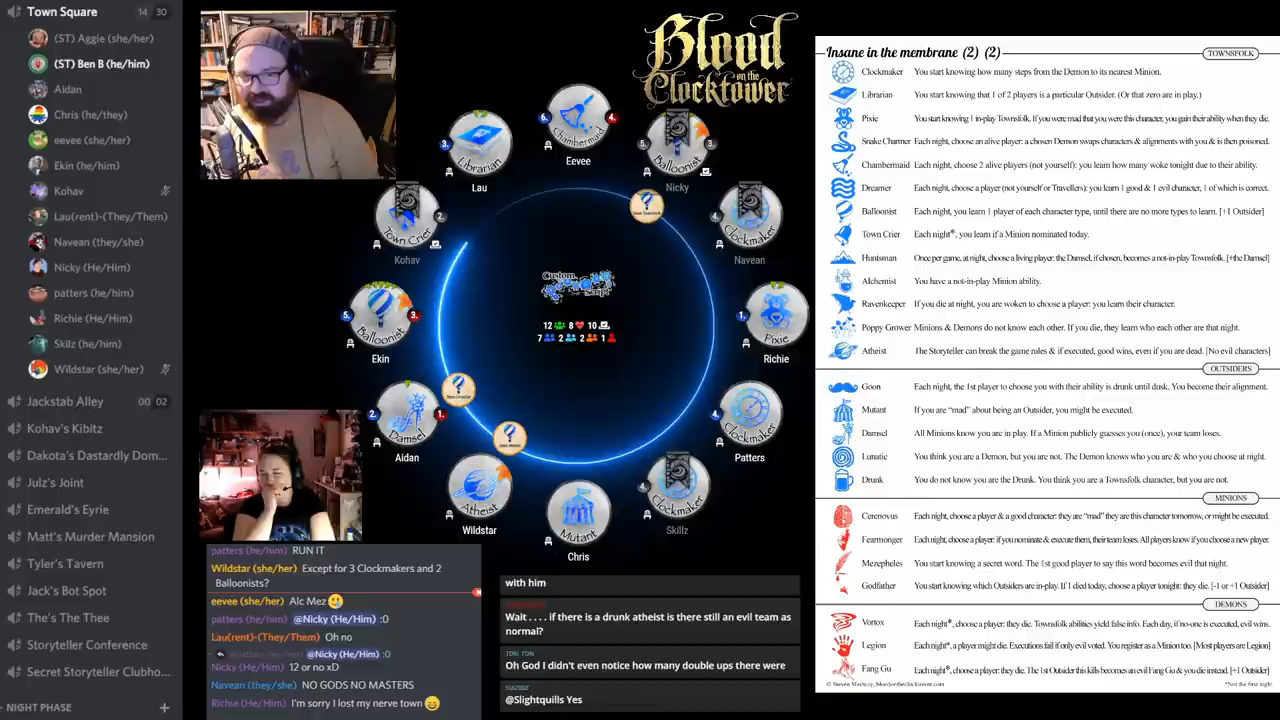 Town Square 14 30
(ST) Aggie (she/her)
(ST) Ben B (he/him)
Aidan
Chris (he/they)
eevee (she/her)
Ekin (he/him)
Kohav
Lau(rent)-(They/Them)
Navean (they/she)
Nicky (He/Him)
patters (he/him)
Richie (He/Him)
Skilz (he/him)
Wildstar (she/her)
Jackstab Alley 00 02
Kohav's Kibitz
Dakota's Dastardly Dom...
Julz's Joint
Emerald's Eyrie
Matt's Murder Mansion
Tyler's Tavern
Jack's Jackpot
Theo's The Thee
Storyteller's Conference
Secret Storyteller Clubho...
NIGHT PHASE +
Blood
on the
Clocktower
6.
4.
Chambermaid
Eevee
3.
Librarian
Lau
5.
3.
Balloonist
Nicky
2.
Town Crier
Kohav
4.
Clockmaker
Navean
5.
3.
Balloonist
Ekin
1.
Pixie
Richie
2.
1.
Damsel
Aidan
4.
Clockmaker
Patters
Atheist
Wildstar
Mutant
Chris
4.
Clockmaker
Skillz
Custom
Script
12 8 10
7 2 2 1
patters (he/him) RUN IT
Wildstar (she/her) Except for 3 Clockmakers and 2
Balloonists?
eevee (she/her) Alc Mez
patters (he/him) @Nicky (He/Him) :0
Lau(rent)-(They/Them) Oh no
@Nicky (He/Him) :0
Nicky (He/Him) 12 or no xD
Navean (they/she) NO GODS NO MASTERS
Richie (He/Him) I'm sorry I lost my nerve town
with him
Wait . . . . if there is a drunk atheist is there still an evil team as
normal?
TORI TON
Oh God I didn't even notice how many double ups there were
@Slightquills Yes
Insane in the membrane (2) (2) TOWNSFOLK
Clockmaker You start knowing how many steps from the Demon to its nearest Minion.
Librarian You start knowing that 1 of 2 players is a particular Outsider. (Or that zero are in play.)
Pixie You start knowing 1 in-play Townsfolk. If you were mad that you were this character, you gain their ability when they die.
Snake Charmer Each night, choose an alive player: a chosen Demon swaps characters & alignments with you & is then poisoned.
Chambermaid Each night, choose 2 alive players (not yourself): you learn how many woke tonight due to their ability.
Dreamer Each night, choose a player (not yourself or Travellers): you learn 1 good & 1 evil character, 1 of which is correct.
Balloonist Each night, you learn 1 player of each character type, until there are no more types to learn. [+1 Outsider]
Town Crier Each night*, you learn if a Minion nominated today.
Huntsman Once per game, at night, choose a living player: the Damsel, if chosen, becomes a not-in-play Townsfolk. [+the Damsel]
Alchemist You have a not-in-play Minion ability.
Ravenkeeper If you die at night, you are woken to choose a player: you learn their character.
Poppy Grower Minions & Demons do not know each other. If you die, they learn who each other are that night.
Atheist The Storyteller can break the game rules & if executed, good wins, even if you are dead. [No evil characters]
OUTSIDERS
Goon Each night, the 1st player to choose you with their ability is drunk until dusk. You become their alignment.
Mutant If you are "mad" about being an Outsider, you might be executed.
Damsel All Minions know you are in play. If a Minion publicly guesses you (once), your team loses.
Lunatic You think you are a Demon, but you are not. The Demon knows who you are & who you choose at night.
Drunk You do not know you are the Drunk. You think you are a Townsfolk character, but you are not.
MINIONS
Cerenovus Each night, choose a player & a good character: they are "mad" they are this character tomorrow, or might be executed.
Fearmonger Each night, choose a player: if you nominate & execute them, their team loses. All players know if you choose a new player.
Mezepheles You start knowing a secret word. The 1st good player to say this word becomes evil that night.
Godfather You start knowing which Outsiders are in-play. If 1 died today, choose a player tonight: they die. [-1 or +1 Outsider]
DEMONS
Vortox Each night*, choose a player: they die. Townsfolk abilities yield false info. Each day, if no-one is executed, evil wins.
Legion Each night*, a player might die. Executions fail if only evil voted. You register as a Minion too. [Most players are Legion]
Fang Gu Each night*, choose a player: they die. The 1st Outsider this kills becomes an evil Fang Gu & you die instead. [+1 Outsider]
© Steven Medway, bloodontheclocktower.com *Not the first night